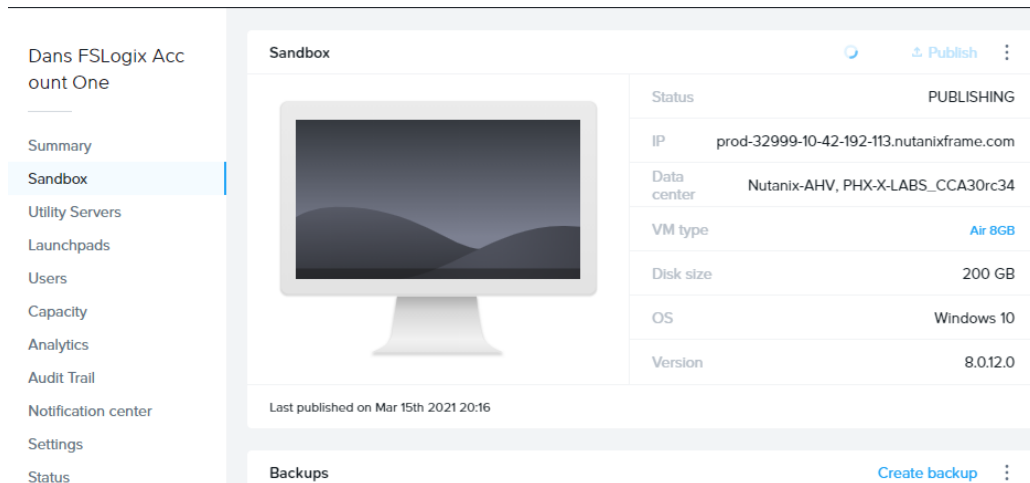 Dans FSLogix Acc
ount One
Summary
Sandbox
Utility Servers
Launchpads
Users
Capacity
Analytics
Audit Trail
Notification center
Settings
Status
Sandbox
Publish
Status PUBLISHING
IP prod-32999-10-42-192-113.nutanixframe.com
Data
center
Nutanix-AHV, PHX-X-LABS_CCA30rc34
VM type Air 8GB
Disk size 200 GB
OS Windows 10
Version 8.0.12.0
Last published on Mar 15th 2021 20:16
Backups
Create backup